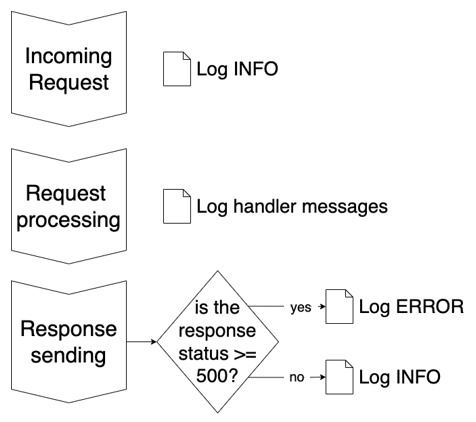 Incoming
Request
Log INFO
Request
processing
Log handler messages
Response
sending
is the
response
status >=
500?
yes
Log ERROR
no
Log INFO